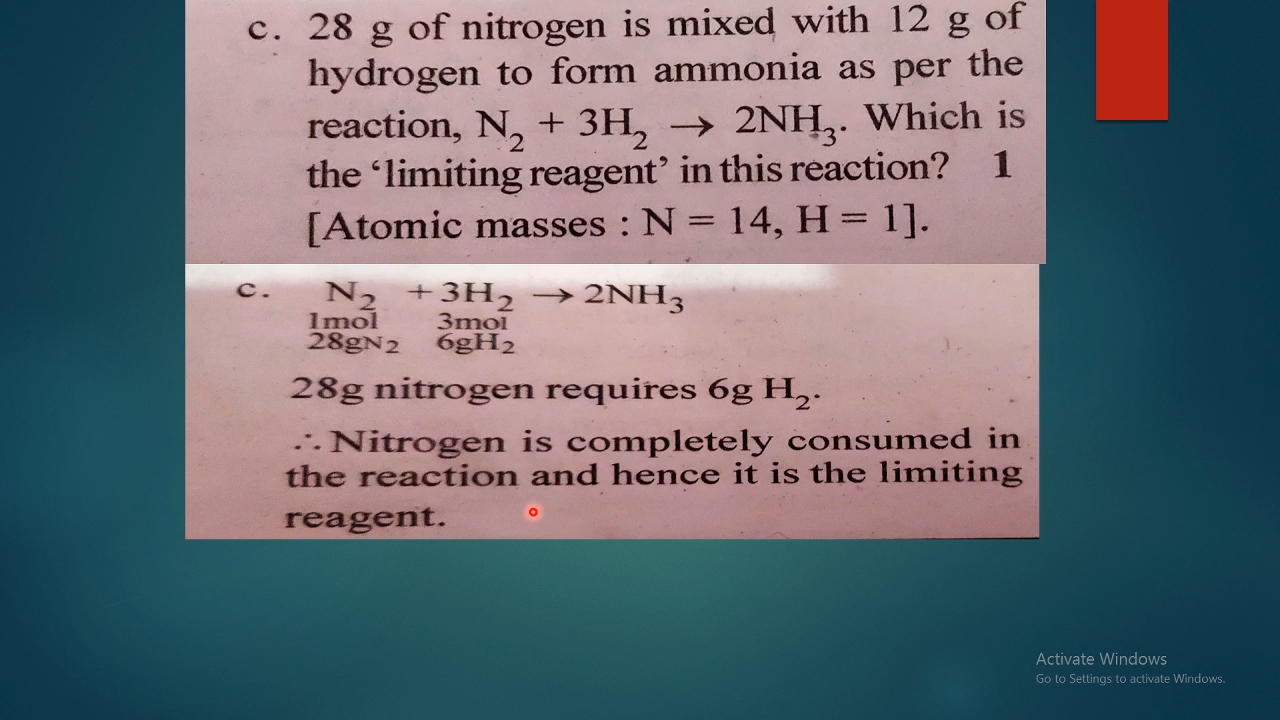 c. 28 g of nitrogen is mixed with 12 g of
hydrogen to form ammonia as per the
reaction, N₂ + 3H₂ → 2NH₃. Which is
the ‘limiting reagent’ in this reaction? 1
[Atomic masses : N = 14, H = 1].
c. N₂ + 3H₂ → 2NH₃
1mol 3mol
28gN₂ 6gH₂
28g nitrogen requires 6g H₂.
∴ Nitrogen is completely consumed in
the reaction and hence it is the limiting
reagent.
Activate Windows
Go to Settings to activate Windows.